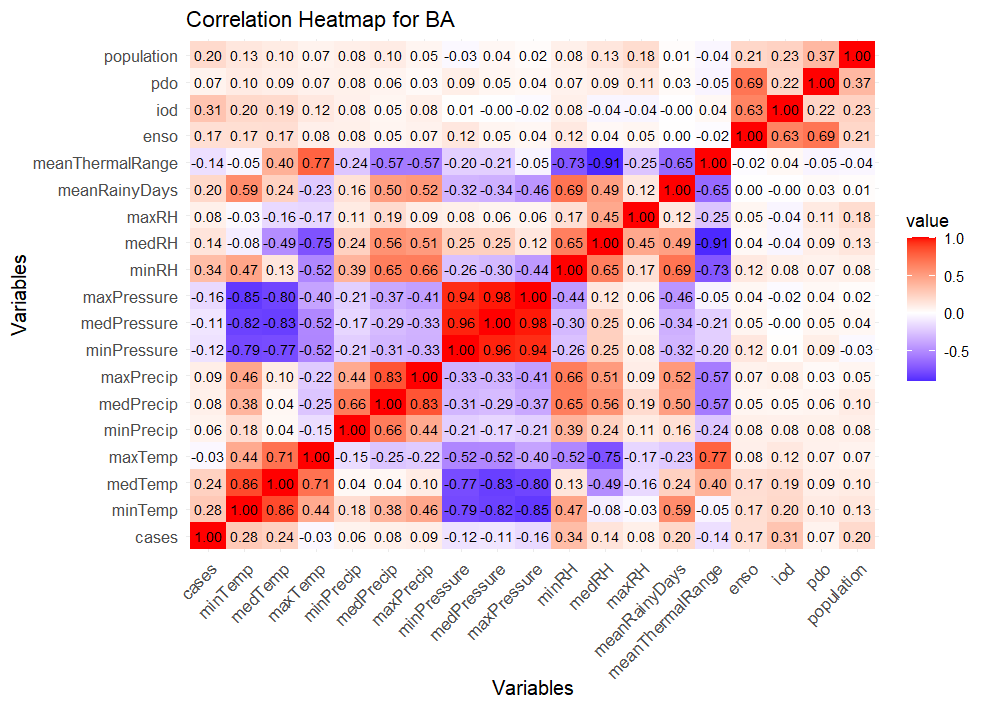 Correlation Heatmap for BA
population 0.20 0.13 0.10 0.07 0.08 0.10 0.05 -0.03 0.04 0.02 0.08 0.13 0.18 0.01 -0.04 0.21 0.23 0.37 1.00
pdo 0.07 0.10 0.09 0.07 0.08 0.06 0.03 0.09 0.05 0.04 0.07 0.09 0.11 0.03 -0.05 0.69 0.22 1.00 0.37
iod 0.31 0.20 0.19 0.12 0.08 0.05 0.08 0.01 -0.00 -0.02 0.08 -0.04 -0.04 -0.00 0.04 0.63 1.00 0.22 0.23
enso 0.17 0.17 0.17 0.08 0.08 0.05 0.07 0.12 0.05 0.04 0.12 0.04 0.05 0.00 -0.02 1.00 0.63 0.69 0.21
meanThermalRange -0.14 -0.05 0.40 0.77 -0.24 -0.57 -0.57 -0.20 -0.21 -0.05 -0.73 -0.91 -0.25 -0.65 1.00 -0.02 0.04 -0.05 -0.04
meanRainyDays 0.20 0.59 0.24 -0.23 0.16 0.50 0.52 -0.32 -0.34 -0.46 0.69 0.49 0.12 1.00 -0.65 0.00 -0.00 0.03 0.01
maxRH 0.08 -0.03 -0.16 -0.17 0.11 0.19 0.09 0.08 0.06 0.06 0.17 0.45 1.00 0.12 -0.25 0.05 -0.04 0.11 0.18
medRH 0.14 -0.08 -0.49 -0.75 0.24 0.56 0.51 0.25 0.25 0.12 0.65 1.00 0.45 0.49 -0.91 0.04 -0.04 0.09 0.13
minRH 0.34 0.47 0.13 -0.52 0.39 0.65 0.66 -0.26 -0.30 -0.44 1.00 0.65 0.17 0.69 -0.73 0.12 0.08 0.07 0.08
maxPressure -0.16 -0.85 -0.80 -0.40 -0.21 -0.37 -0.41 0.94 0.98 1.00 -0.44 0.12 0.06 -0.46 -0.05 0.04 -0.02 0.04 0.02
medPressure -0.11 -0.82 -0.83 -0.52 -0.17 -0.29 -0.33 0.96 1.00 0.98 -0.30 0.25 0.06 -0.34 -0.21 0.05 -0.00 0.05 0.04
minPressure -0.12 -0.79 -0.77 -0.52 -0.21 -0.31 -0.33 1.00 0.96 0.94 -0.26 0.25 0.08 -0.32 -0.20 0.12 0.01 0.09 -0.03
maxPrecip 0.09 0.46 0.10 -0.22 0.44 0.83 1.00 -0.33 -0.33 -0.41 0.66 0.51 0.09 0.52 -0.57 0.07 0.08 0.03 0.05
medPrecip 0.08 0.38 0.04 -0.25 0.66 1.00 0.83 -0.31 -0.29 -0.37 0.65 0.56 0.19 0.50 -0.57 0.05 0.05 0.06 0.10
minPrecip 0.06 0.18 0.04 -0.15 1.00 0.66 0.44 -0.21 -0.17 -0.21 0.39 0.24 0.11 0.16 -0.24 0.08 0.08 0.08 0.08
maxTemp -0.03 0.44 0.71 1.00 -0.15 -0.25 -0.22 -0.52 -0.52 -0.40 -0.52 -0.75 -0.17 -0.23 0.77 0.08 0.12 0.07 0.07
medTemp 0.24 0.86 1.00 0.71 0.04 0.04 0.10 -0.77 -0.83 -0.80 0.13 -0.49 -0.16 0.24 0.40 0.17 0.19 0.09 0.10
minTemp 0.28 1.00 0.86 0.44 0.18 0.38 0.46 -0.79 -0.82 -0.85 0.47 -0.08 -0.03 0.59 -0.05 0.17 0.20 0.10 0.13
cases 1.00 0.28 0.24 -0.03 0.06 0.08 0.09 -0.12 -0.11 -0.16 0.34 0.14 0.08 0.20 -0.14 0.17 0.31 0.07 0.20
cases minTemp medTemp maxTemp minPrecip medPrecip maxPrecip minPressure medPressure maxPressure minRH medRH maxRH meanRainyDays meanThermalRange enso iod pdo population
Variables
Variables
value
1.0
0.5
0.0
-0.5